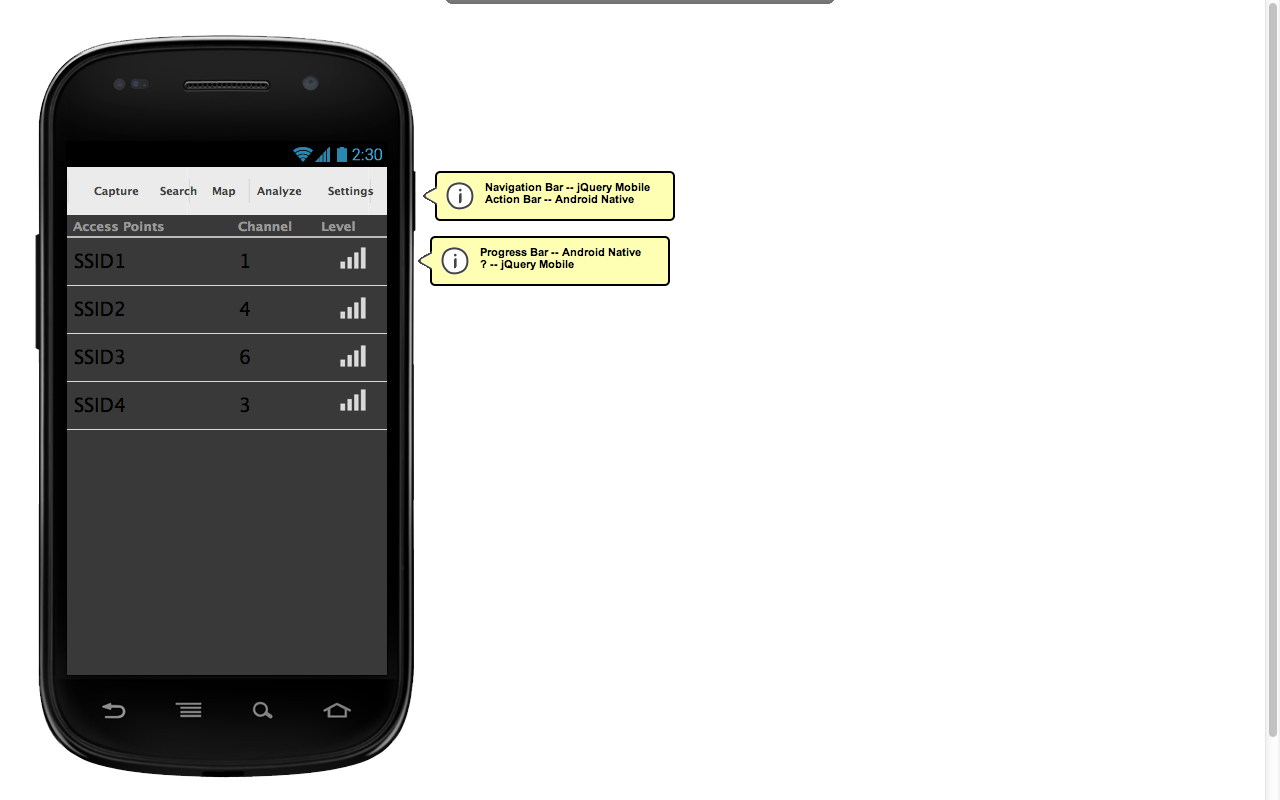 2:30
Capture Search Map Analyze Settings
Access Points Channel Level
SSID1 1
SSID2 4
SSID3 6
SSID4 3
Navigation Bar -- jQuery Mobile
Action Bar -- Android Native
Progress Bar -- Android Native
? -- jQuery Mobile